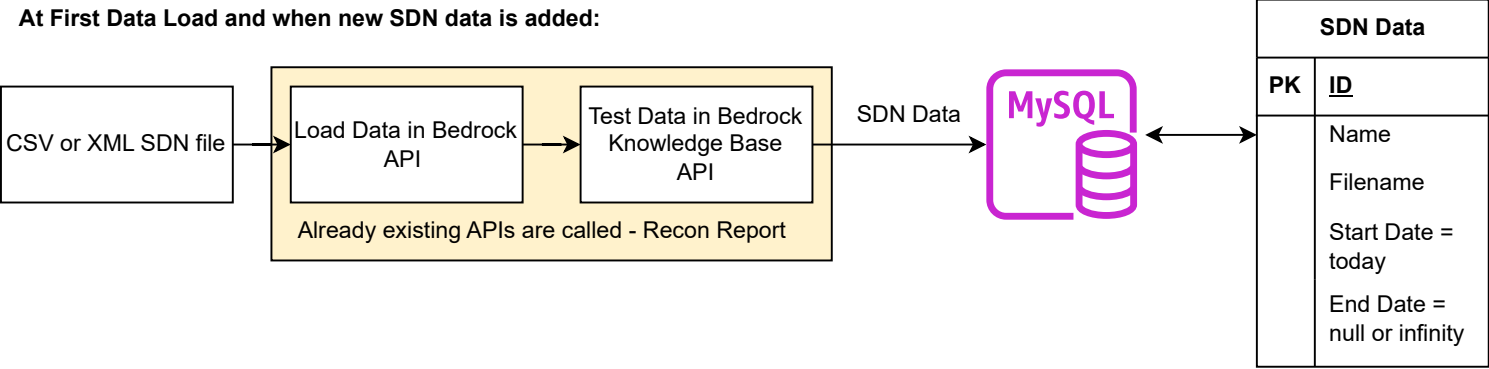 At First Data Load and when new SDN data is added:
CSV or XML SDN file
Load Data in Bedrock
API
Test Data in Bedrock
Knowledge Base
API
Already existing APIs are called - Recon Report
SDN Data
MySQL
SDN Data
PK ID
Name
Filename
Start Date =
today
End Date =
null or infinity